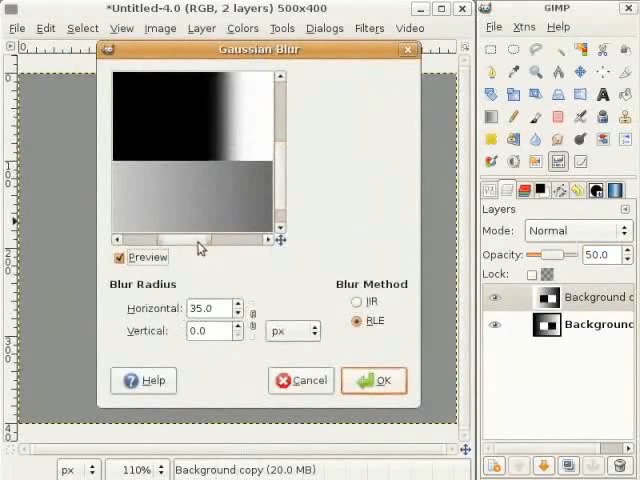 *Untitled-4.0 (RGB, 2 layers) 500x400
GIMP
File Edit Select View Image Layer Colors Tools Dialogs Filters Video
File Xtns Help
Gaussian Blur
Preview
Blur Radius
Blur Method
Horizontal: 35.0
Vertical: 0.0
px
IIR
RLE
Help
Cancel
OK
Layers
Mode: Normal
Opacity: 50.0
Lock:
Background c
Background
px
110%
Background copy (20.0 MB)